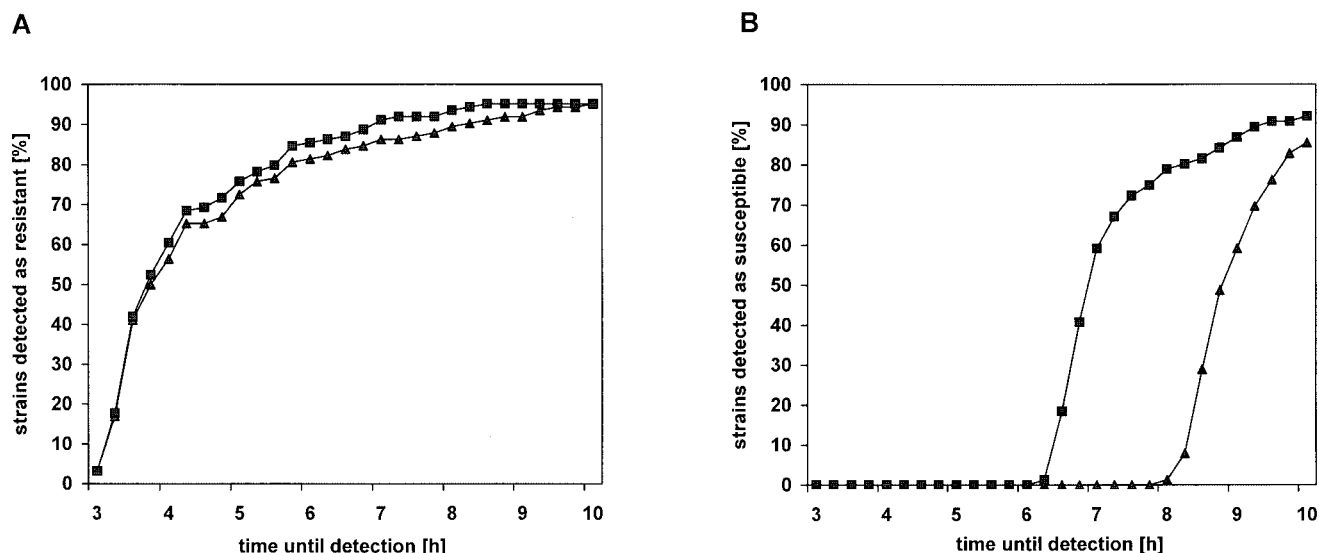 A
100
90
80
70
60
50
40
30
20
10
0
strains detected as resistant [%]
3 4 5 6 7 8 9 10
time until detection [h]
B
100
90
80
70
60
50
40
30
20
10
0
strains detected as susceptible [%]
3 4 5 6 7 8 9 10
time until detection [h]